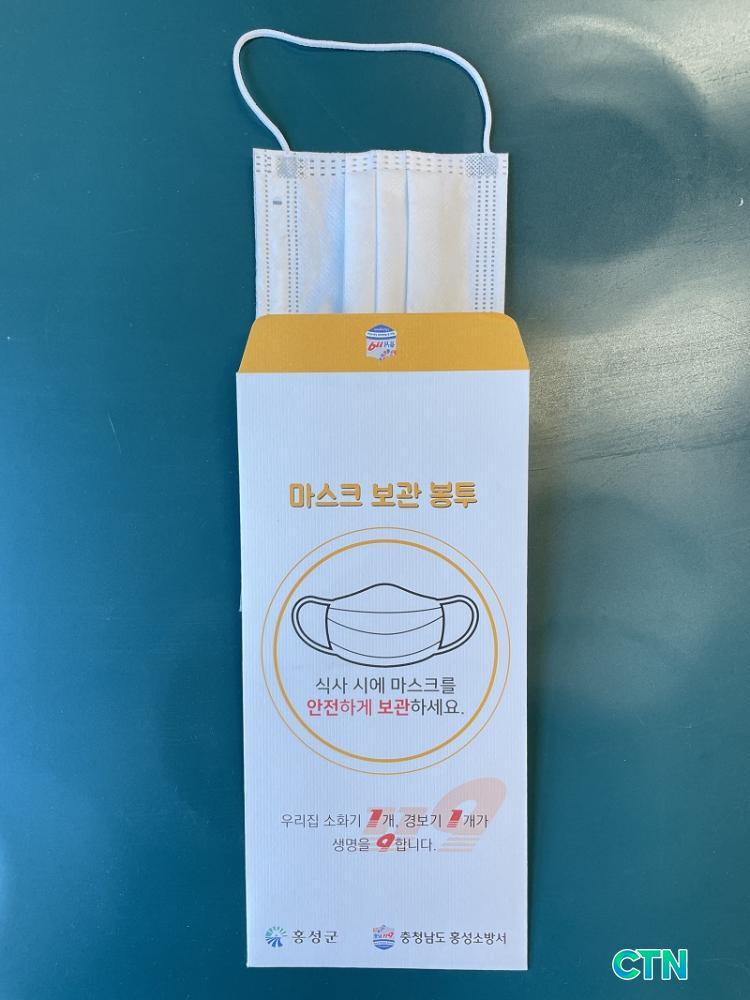 마스크 보관 봉투
식사 시에 마스크를
안전하게 보관하세요.
우리집 소화기 1개, 경보기 1개가
생명을 9합니다.
119
홍성군
충청남도 홍성소방서
CTN